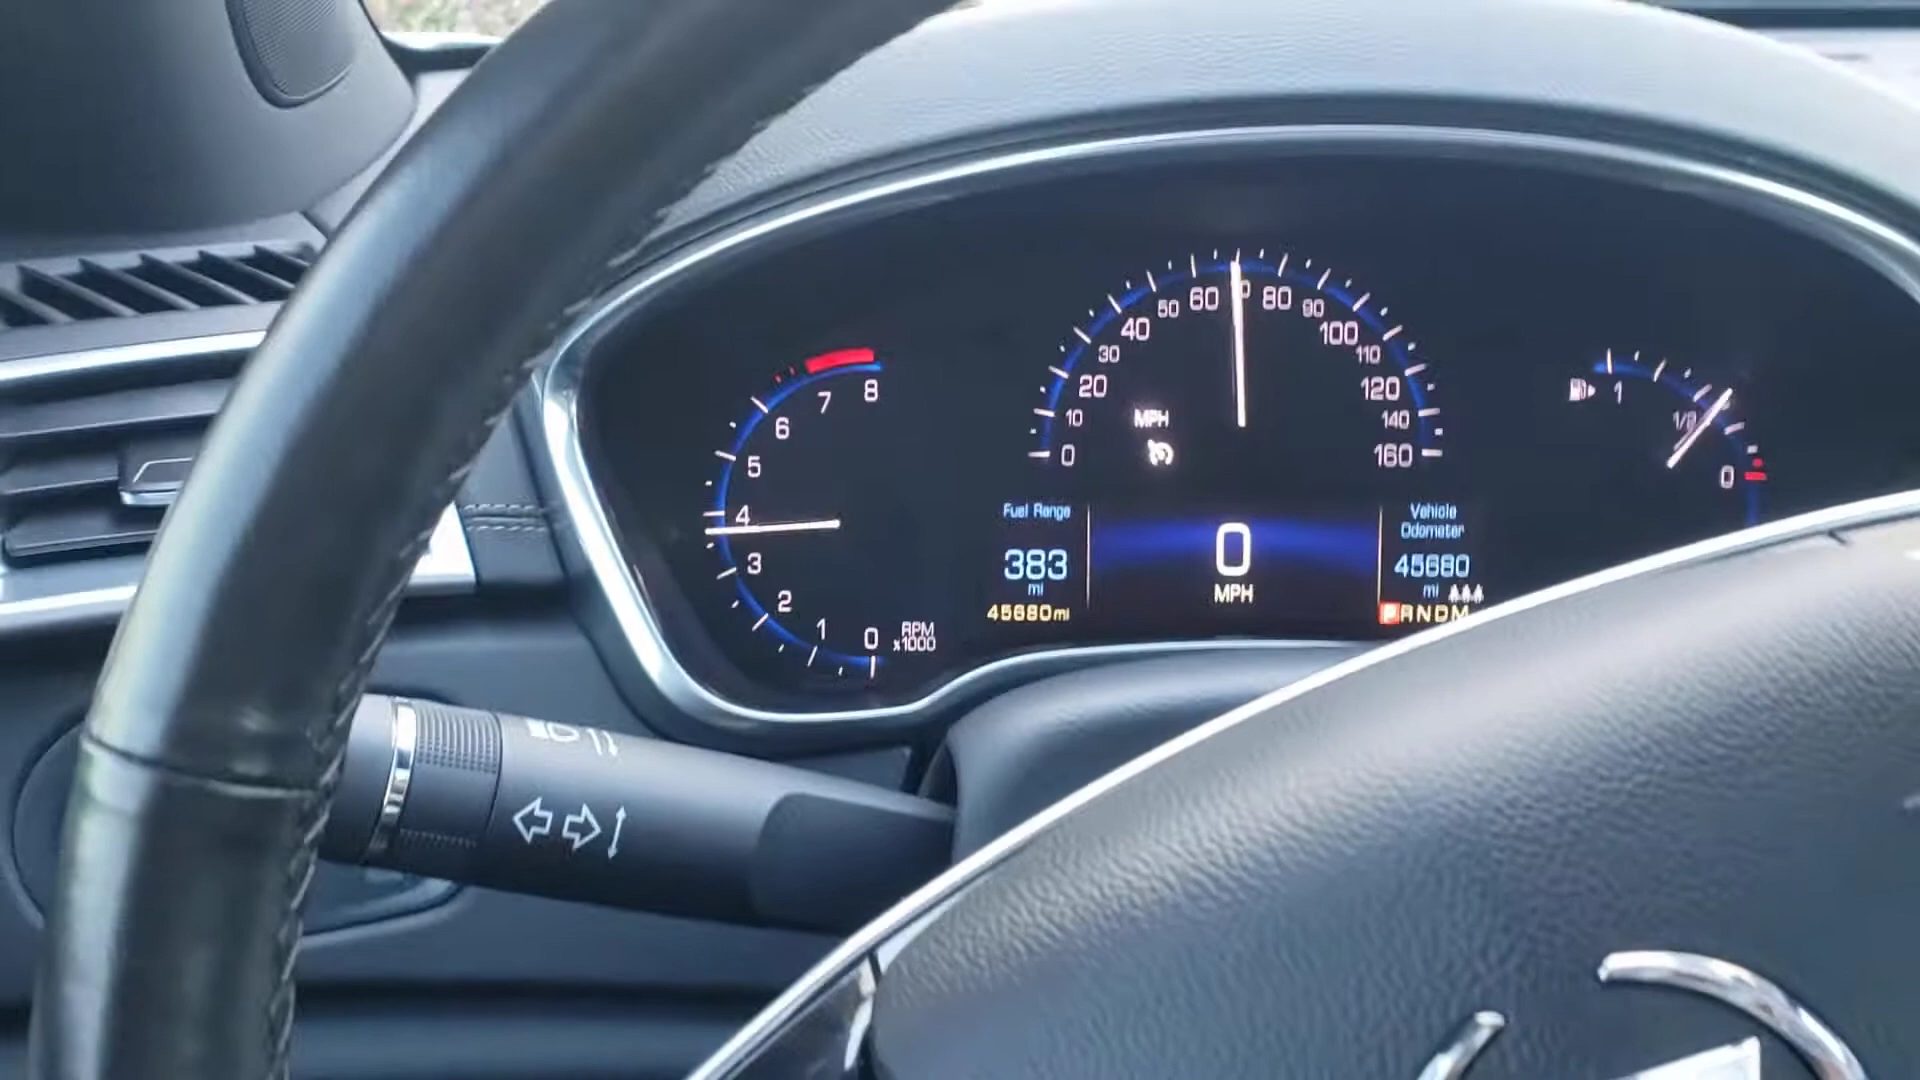 8
7
6
5
4
3
2
1
0
RPM
x1000
0
10
20
30
40
50
60
80
90
100
110
120
140
160
MPH
Fuel Range
383
mi
45680mi
0
MPH
Vehicle
Odometer
45680
mi
PRNDM
1
1/2
0